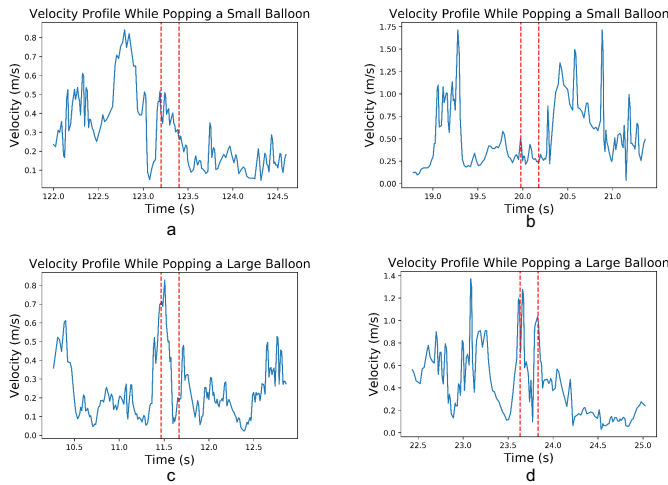 Velocity Profile While Popping a Small Balloon
Velocity (m/s)
0.8
0.7
0.6
0.5
0.4
0.3
0.2
0.1
122.0 122.5 123.0 123.5 124.0 124.5
Time (s)
a
Velocity Profile While Popping a Small Balloon
Velocity (m/s)
1.75
1.50
1.25
1.00
0.75
0.50
0.25
0.00
19.0 19.5 20.0 20.5 21.0
Time (s)
b
Velocity Profile While Popping a Large Balloon
Velocity (m/s)
0.8
0.7
0.6
0.5
0.4
0.3
0.2
0.1
0.0
10.5 11.0 11.5 12.0 12.5
Time (s)
c
Velocity Profile While Popping a Large Balloon
Velocity (m/s)
1.4
1.2
1.0
0.8
0.6
0.4
0.2
0.0
22.5 23.0 23.5 24.0 24.5 25.0
Time (s)
d